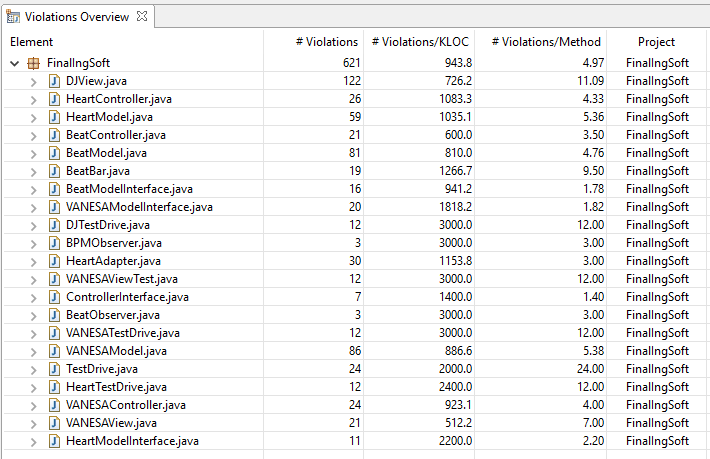 Violations Overview
Element # Violations # Violations/KLOC # Violations/Method Project
FinalIngSoft 621 943.8 4.97 FinalIngSoft
DJView.java 122 726.2 11.09 FinalIngSoft
HeartController.java 26 1083.3 4.33 FinalIngSoft
HeartModel.java 59 1035.1 5.36 FinalIngSoft
BeatController.java 21 600.0 3.50 FinalIngSoft
BeatModel.java 81 810.0 4.76 FinalIngSoft
BeatBar.java 19 1266.7 9.50 FinalIngSoft
BeatModelInterface.java 16 941.2 1.78 FinalIngSoft
VANESAModelInterface.java 20 1818.2 1.82 FinalIngSoft
DJTestDrive.java 12 3000.0 12.00 FinalIngSoft
BPMObserver.java 3 3000.0 3.00 FinalIngSoft
HeartAdapter.java 30 1153.8 3.00 FinalIngSoft
VANESAViewTest.java 12 3000.0 12.00 FinalIngSoft
ControllerInterface.java 7 1400.0 1.40 FinalIngSoft
BeatObserver.java 3 3000.0 3.00 FinalIngSoft
VANESATestDrive.java 12 3000.0 12.00 FinalIngSoft
VANESAModel.java 86 886.6 5.38 FinalIngSoft
TestDrive.java 24 2000.0 24.00 FinalIngSoft
HeartTestDrive.java 12 2400.0 12.00 FinalIngSoft
VANESAController.java 24 923.1 4.00 FinalIngSoft
VANESAView.java 21 512.2 7.00 FinalIngSoft
HeartModelInterface.java 11 2200.0 2.20 FinalIngSoft